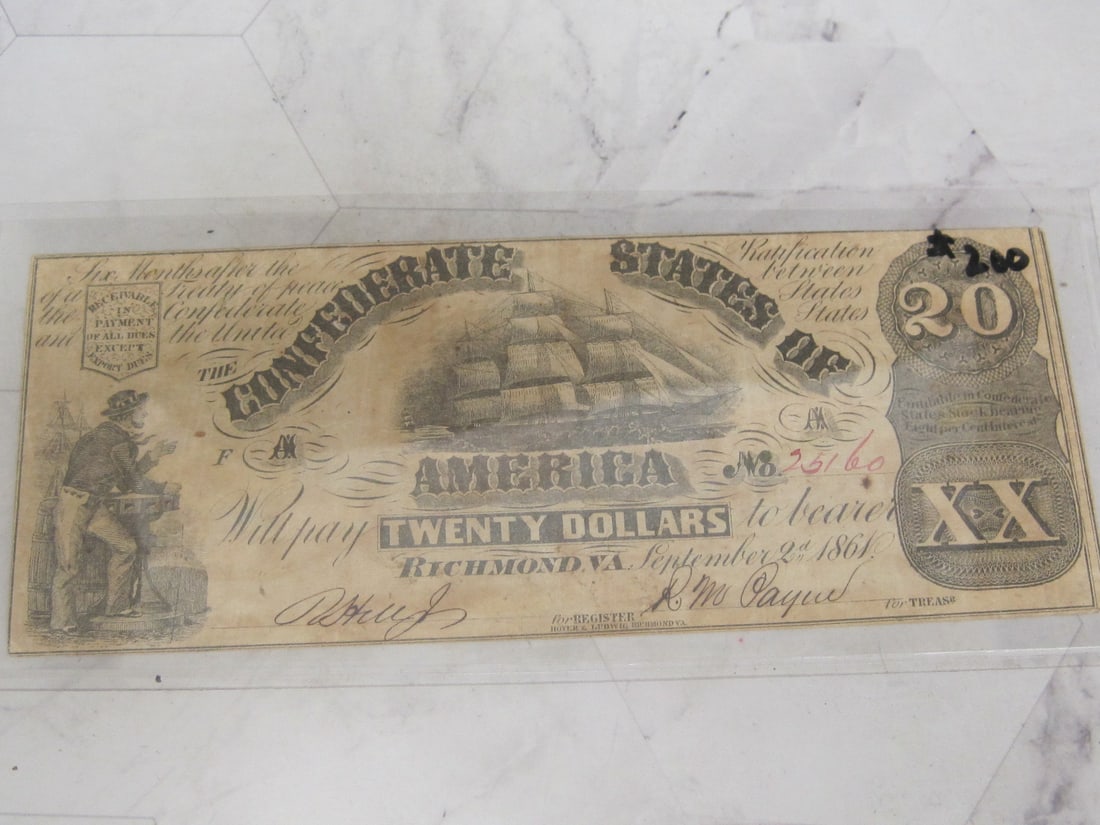 Six Months after the Ratification
of a Treaty of peace between
the Confederate States
and the United States
RECEIVABLE
IN
PAYMENT
OF ALL DUES
EXCEPT
EXPORT DUES
THE CONFEDERATE STATES OF
AMERICA
F A A
No. 25160
Will pay TWENTY DOLLARS to bearer
RICHMOND, VA. September 2d 1861
R Hill Jr
For REGISTER
K M Payne
For TREASR
HOYER & LUDWIG, RICHMOND VA.
$200
20
Fundable in Confederate
States Stock bearing
Eight per Cent Interest
XX